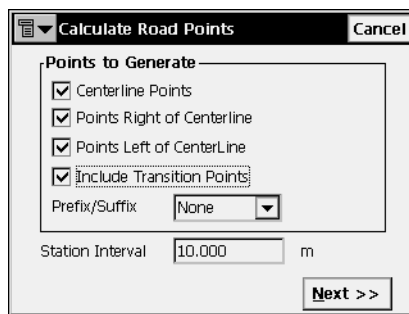 Calculate Road Points Cancel
Points to Generate
Centerline Points
Points Right of Centerline
Points Left of CenterLine
Include Transition Points
Prefix/Suffix None
Station Interval 10.000 m
Next >>